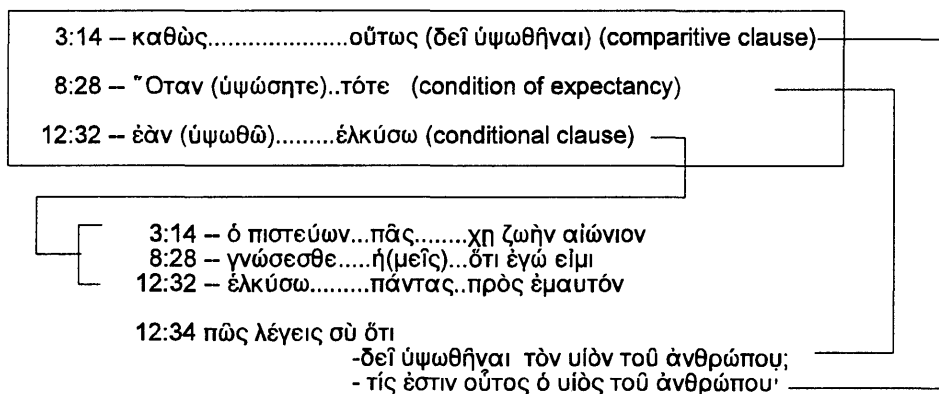 3:14 – καθὼς.....................οὕτως (δεῖ ὑψωθῆναι) (comparitive clause)
8:28 – Ὅταν (ὑψώσητε)..τότε (condition of expectancy)
12:32 – ἐὰν (ὑψωθῶ).........ἑλκύσω (conditional clause)
3:14 – ὁ πιστεύων...πᾶς........χῃ ζωὴν αἰώνιον
8:28 – γνώσεσθε.....ἡ(μεῖς)...ὅτι ἐγώ εἰμι
12:32 – ἑλκύσω.........πάντας..πρὸς ἐμαυτόν
12:34 πῶς λέγεις σὺ ὅτι
-δεῖ ὑψωθῆναι τὸν υἱὸν τοῦ ἀνθρώπου;
- τίς ἐστιν οὗτος ὁ υἱὸς τοῦ ἀνθρώπου·